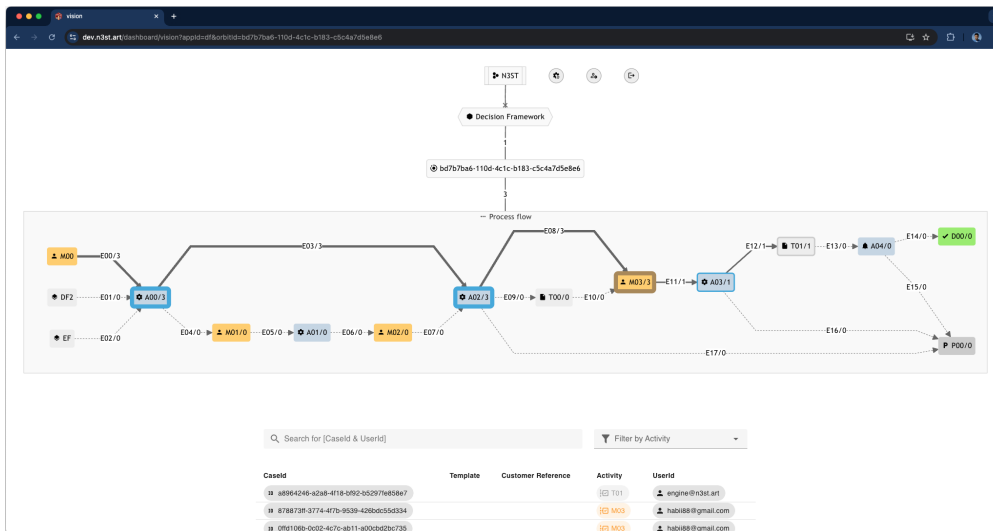 vision
dev.n3st.art/dashboard/vision?appId=df&orbitId=bd7b7ba6-110d-4c1c-b183-c5c4a7d5e8e6
N3ST
Decision Framework
1
bd7b7ba6-110d-4c1c-b183-c5c4a7d5e8e6
3
Process flow
M00 E00/3 E03/3 E08/3 E12/1 T01/1 E13/0 A04/0 E14/0 D00/0
DF2 E01/0 A00/3 A02/3 E09/0 T00/0 E10/0 M03/3 E11/1 A03/1 E15/0
EF E02/0 E04/0 M01/0 E05/0 A01/0 E06/0 M02/0 E07/0 E16/0 P P00/0
E17/0
Search for [CaseId & UserId] Filter by Activity
CaseId Template Customer Reference Activity UserId
a8964246-a2a8-4f18-bf92-b5297fe858e7 T01 engine@n3st.art
878873ff-3774-4f7b-9539-426bdc55d334 M03 habii88@gmail.com
0ffd106b-0c02-4c7c-ab11-a00cbd2bc735 M03 habii88@gmail.com